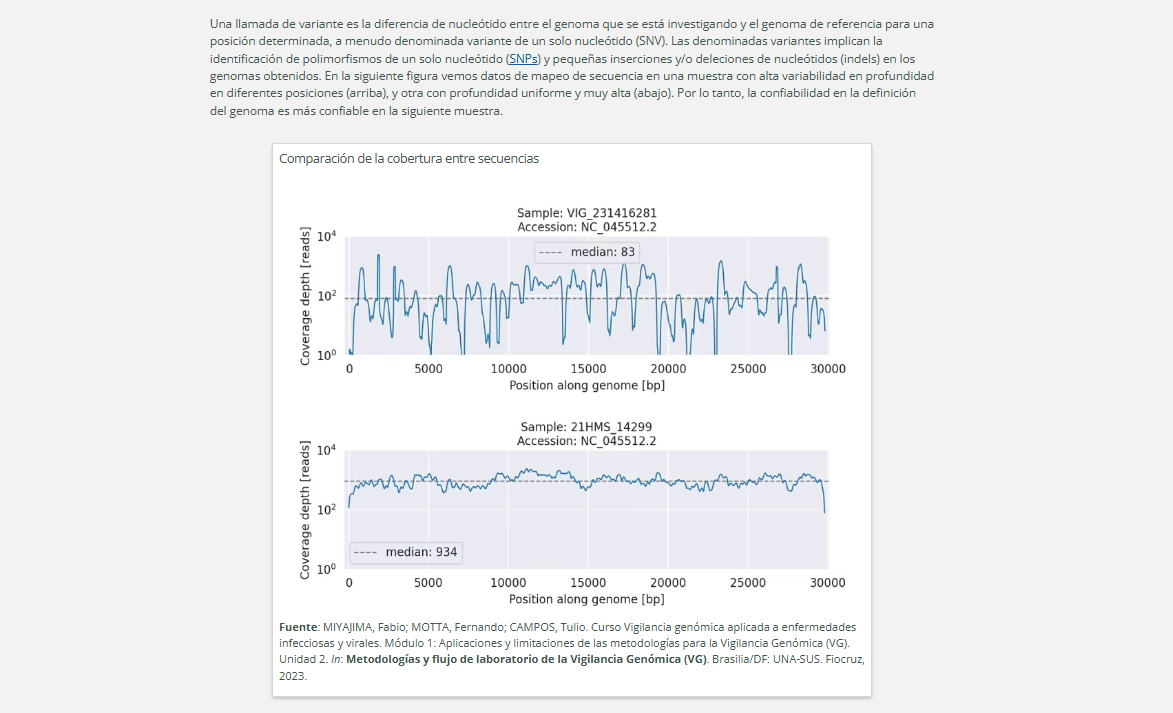 Una llamada de variante es la diferencia de nucleótido entre el genoma que se está investigando y el genoma de referencia para una
posición determinada, a menudo denominada variante de un solo nucleótido (SNV). Las denominadas variantes implican la
identificación de polimorfismos de un solo nucleótido (SNPs) y pequeñas inserciones y/o deleciones de nucleótidos (indels) en los
genomas obtenidos. En la siguiente figura vemos datos de mapeo de secuencia en una muestra con alta variabilidad en profundidad
en diferentes posiciones (arriba), y otra con profundidad uniforme y muy alta (abajo). Por lo tanto, la confiabilidad en la definición
del genoma es más confiable en la siguiente muestra.
Comparación de la cobertura entre secuencias
Sample: VIG_231416281
Accession: NC_045512.2
Coverage depth [reads]
10⁴
10²
10⁰
median: 83
0 5000 10000 15000 20000 25000 30000
Position along genome [bp]
Sample: 21HMS_14299
Accession: NC_045512.2
Coverage depth [reads]
10⁴
10²
10⁰
median: 934
0 5000 10000 15000 20000 25000 30000
Position along genome [bp]
Fuente: MIYAJIMA, Fabio; MOTTA, Fernando; CAMPOS, Tulio. Curso Vigilancia genómica aplicada a enfermedades
infecciosas y virales. Módulo 1: Aplicaciones y limitaciones de las metodologías para la Vigilancia Genómica (VG).
Unidad 2. In: Metodologías y flujo de laboratorio de la Vigilancia Genómica (VG). Brasilia/DF: UNA-SUS. Fiocruz,
2023.